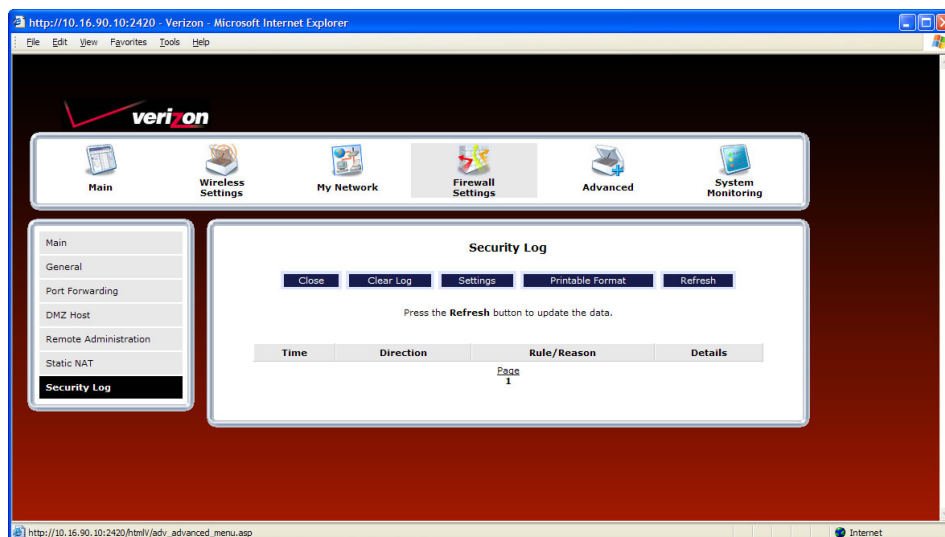 http://10.16.90.10:2420 - Verizon - Microsoft Internet Explorer
File Edit View Favorites Tools Help
verizon
Main
Wireless Settings
My Network
Firewall Settings
Advanced
System Monitoring
Main
General
Port Forwarding
DMZ Host
Remote Administration
Static NAT
Security Log
Security Log
Close Clear Log Settings Printable Format Refresh
Press the Refresh button to update the data.
Time Direction Rule/Reason Details
Page
1
http://10.16.90.10:2420/htmlV/adv_advanced_menu.asp
Internet